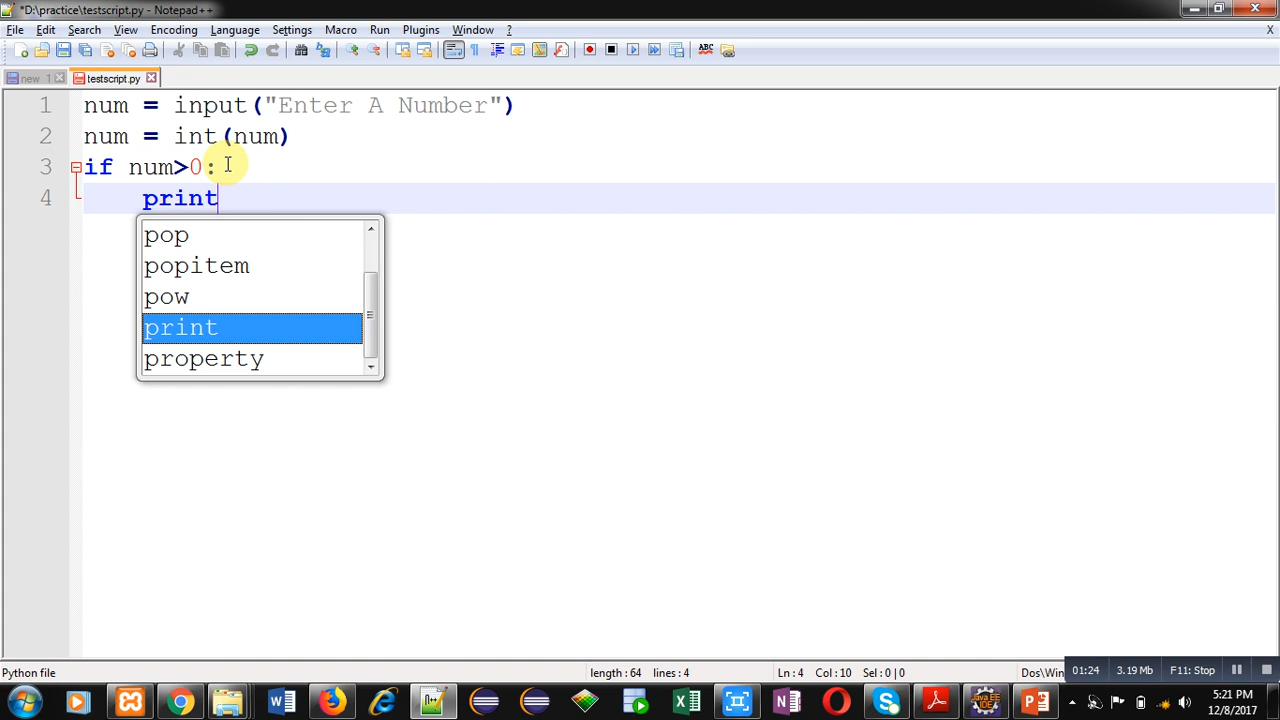 *D:\practice\testscript.py - Notepad++
File Edit Search View Encoding Language Settings Macro Run Plugins Window ? X
new 1 testscript.py
1 num = input("Enter A Number")
2 num = int(num)
3 if num>0:
4 print
pop
popitem
pow
print
property
Python file length : 64 lines : 4 Ln : 4 Col : 10 Sel : 0 | 0 Dos\Win 01:24 3.19 Mb F11: Stop
5:21 PM
12/8/2017